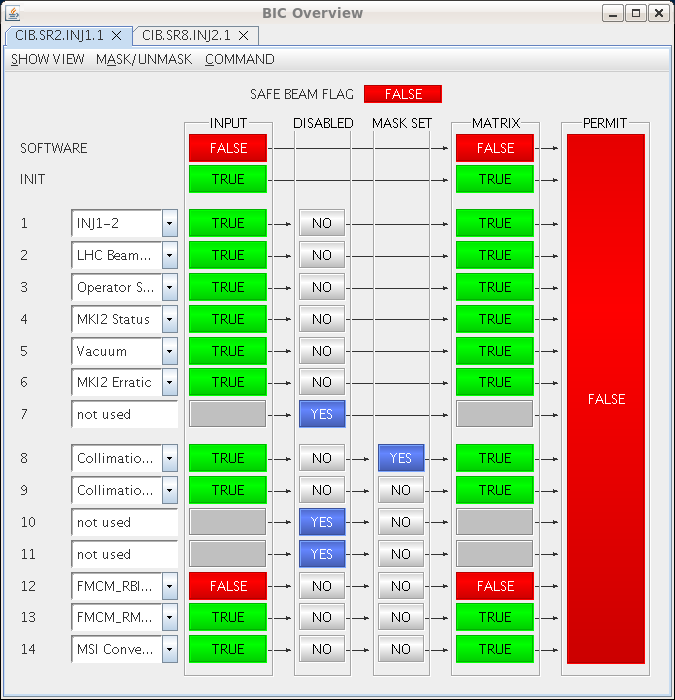 BIC Overview
CIB.SR2.INJ1.1 CIB.SR8.INJ2.1
SHOW VIEW MASK/UNMASK COMMAND
SAFE BEAM FLAG FALSE
INPUT DISABLED MASK SET MATRIX PERMIT
SOFTWARE FALSE FALSE
INIT TRUE TRUE
1 INJ1-2 TRUE NO TRUE
2 LHC Beam... TRUE NO TRUE
3 Operator S... TRUE NO TRUE
4 MKI2 Status TRUE NO TRUE
5 Vacuum TRUE NO TRUE
6 MKI2 Erratic TRUE NO TRUE
FALSE
7 not used YES
8 Collimatio... TRUE NO YES TRUE
9 Collimatio... TRUE NO NO TRUE
10 not used YES NO
11 not used YES NO
12 FMCM_RBI... FALSE NO NO FALSE
13 FMCM_RM... TRUE NO NO TRUE
14 MSI Conve... TRUE NO NO TRUE